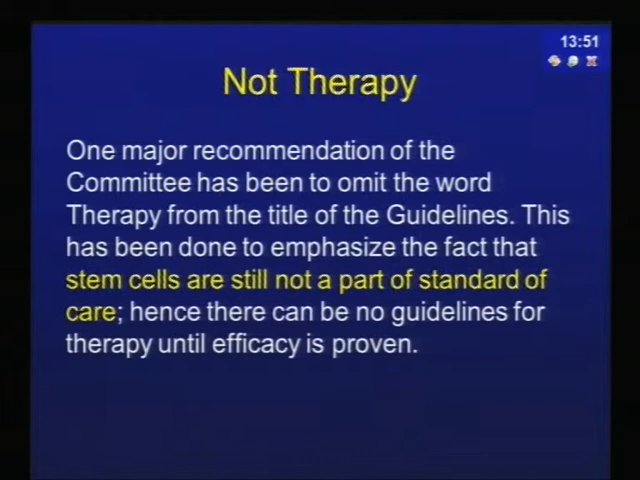 13:51
Not Therapy
One major recommendation of the
Committee has been to omit the word
Therapy from the title of the Guidelines. This
has been done to emphasize the fact that
stem cells are still not a part of standard of
care; hence there can be no guidelines for
therapy until efficacy is proven.